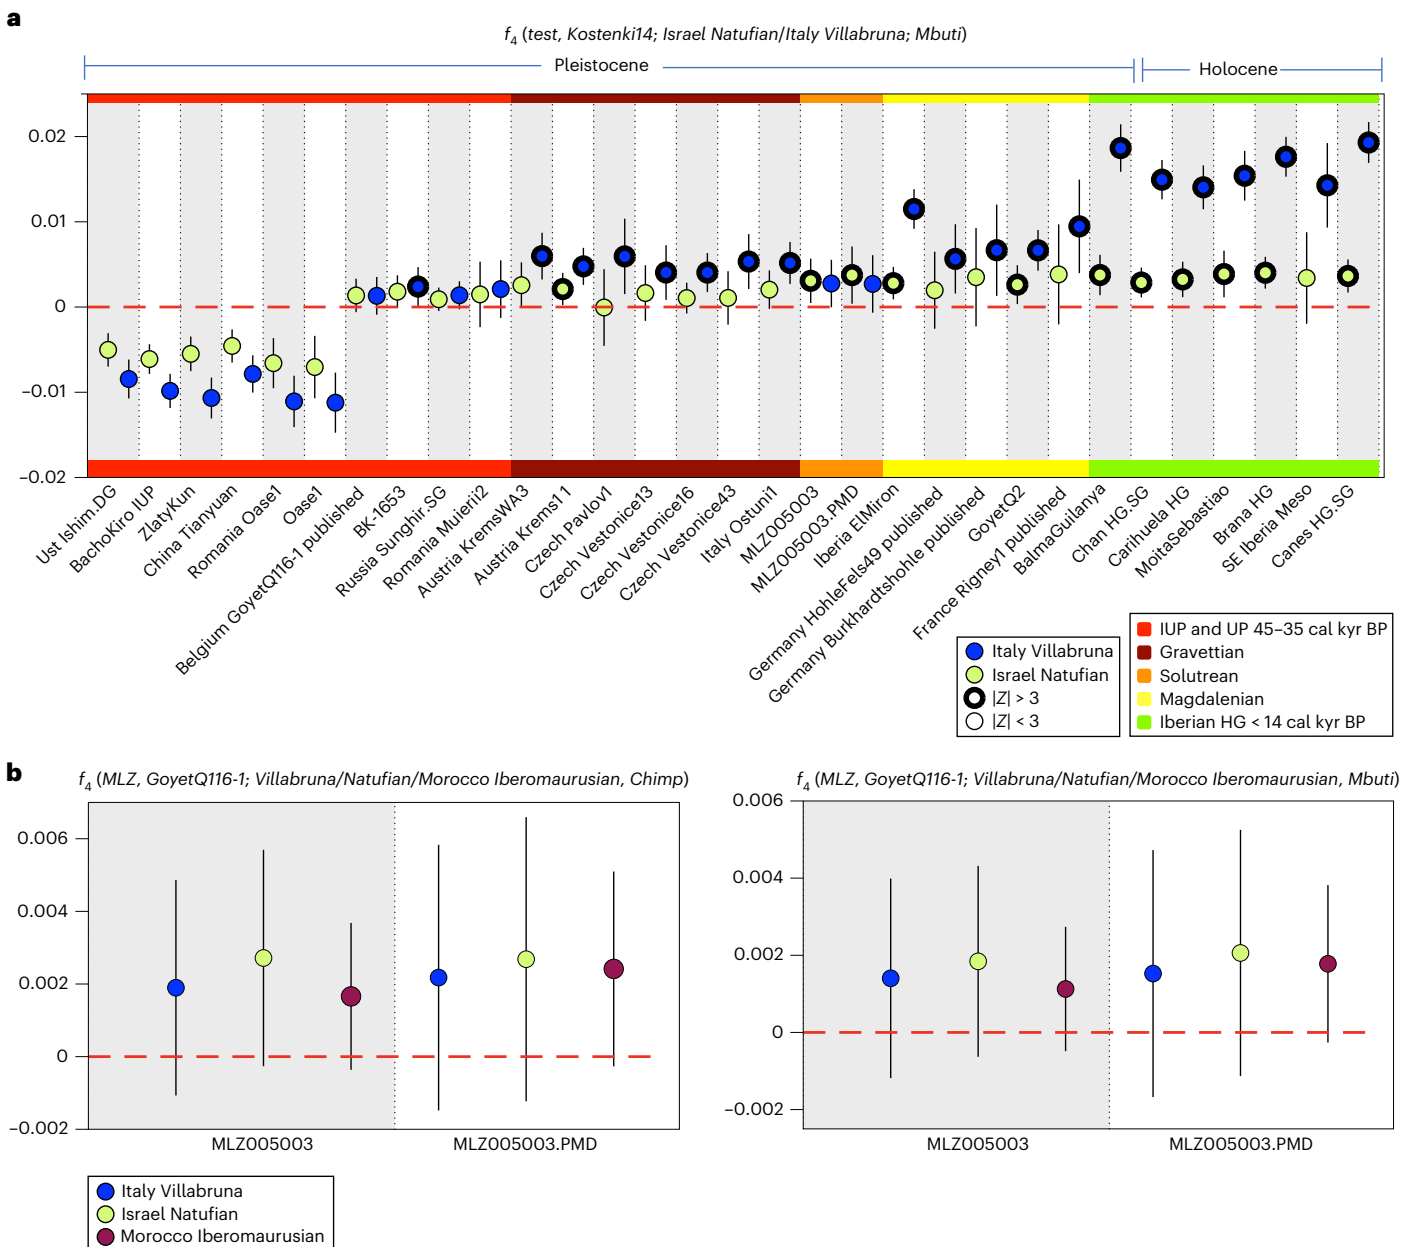 a
f4 (test, Kostenki14; Israel Natufian/Italy Villabruna; Mbuti)
Pleistocene
Holocene
0.02
0.01
0
–0.01
–0.02
Ust Ishim.DG
BachoKiro IUP
ZlatyKun
China Tianyuan
Romania Oase1
Oase1
Belgium GoyetQ116-1 published
BK-1653
Russia Sunghir.SG
Romania Muierii2
Austria KremsWA3
Austria Krems11
Czech Pavlov1
Czech Vestonice13
Czech Vestonice16
Czech Vestonice43
Italy Ostuni1
MLZ005003
MLZ005003.PMD
Iberia ElMiron
Germany HohleFels49 published
Germany Burkhardtshohle published
GoyetQ2
France Rigney1 published
BalmaGuilanya
Chan HG.SG
Carihuela HG
MoitaSebastiao
Brana HG
SE Iberia Meso
Canes HG.SG
Italy Villabruna
Israel Natufian
|Z| > 3
|Z| < 3
IUP and UP 45–35 cal kyr BP
Gravettian
Solutrean
Magdalenian
Iberian HG < 14 cal kyr BP
b
f4 (MLZ, GoyetQ116-1; Villabruna/Natufian/Morocco Iberomaurusian, Chimp)
0.006
0.004
0.002
0
–0.002
MLZ005003
MLZ005003.PMD
f4 (MLZ, GoyetQ116-1; Villabruna/Natufian/Morocco Iberomaurusian, Mbuti)
0.006
0.004
0.002
0
–0.002
MLZ005003
MLZ005003.PMD
Italy Villabruna
Israel Natufian
Morocco Iberomaurusian